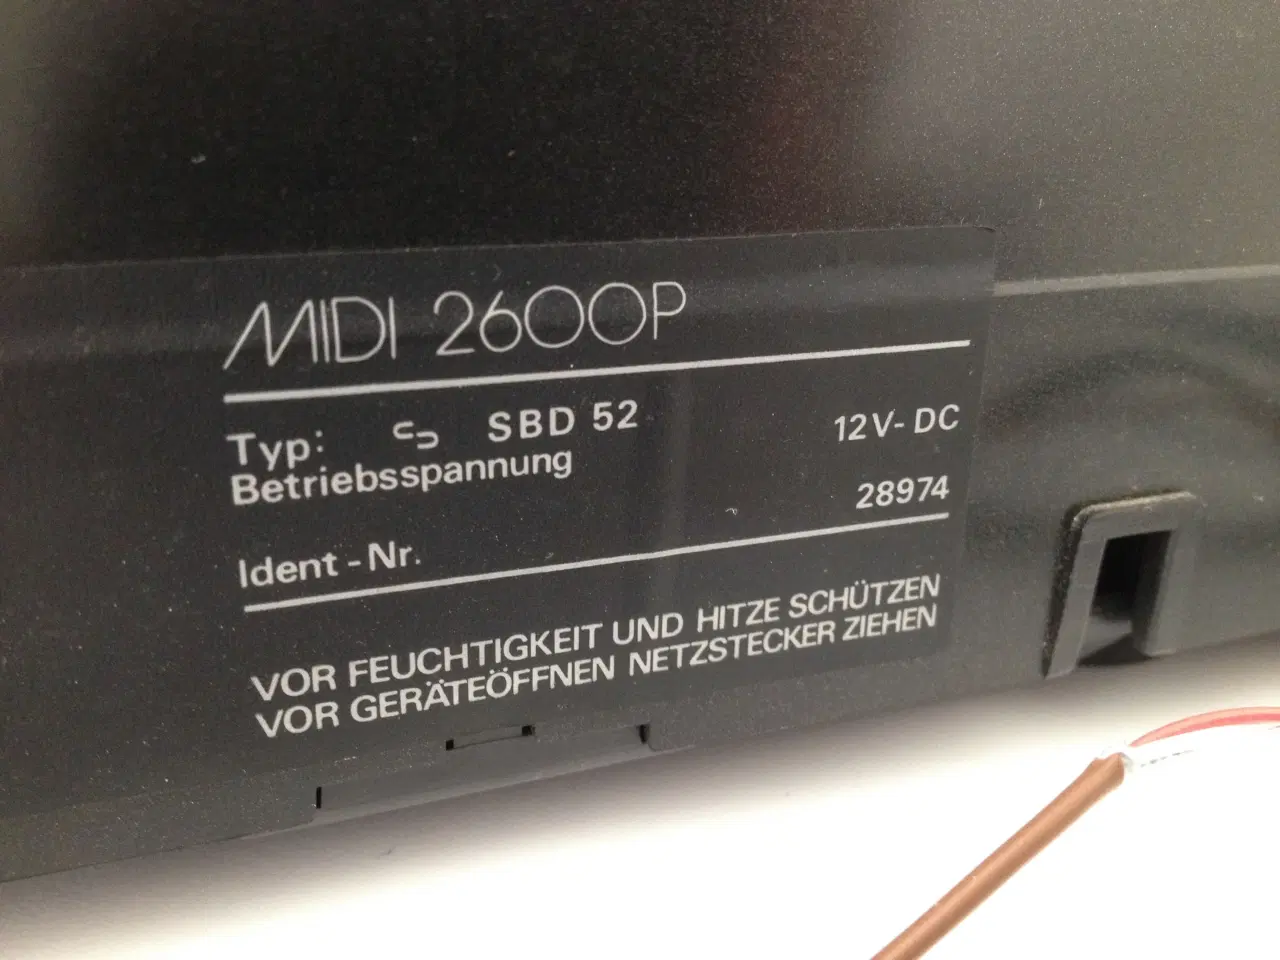 MIDI 2600P
Typ: SBD 52
Betriebsspannung 12V- DC
Ident - Nr. 28974
VOR FEUCHTIGKEIT UND HITZE SCHÜTZEN
VOR GERÄTEÖFFNEN NETZSTECKER ZIEHEN